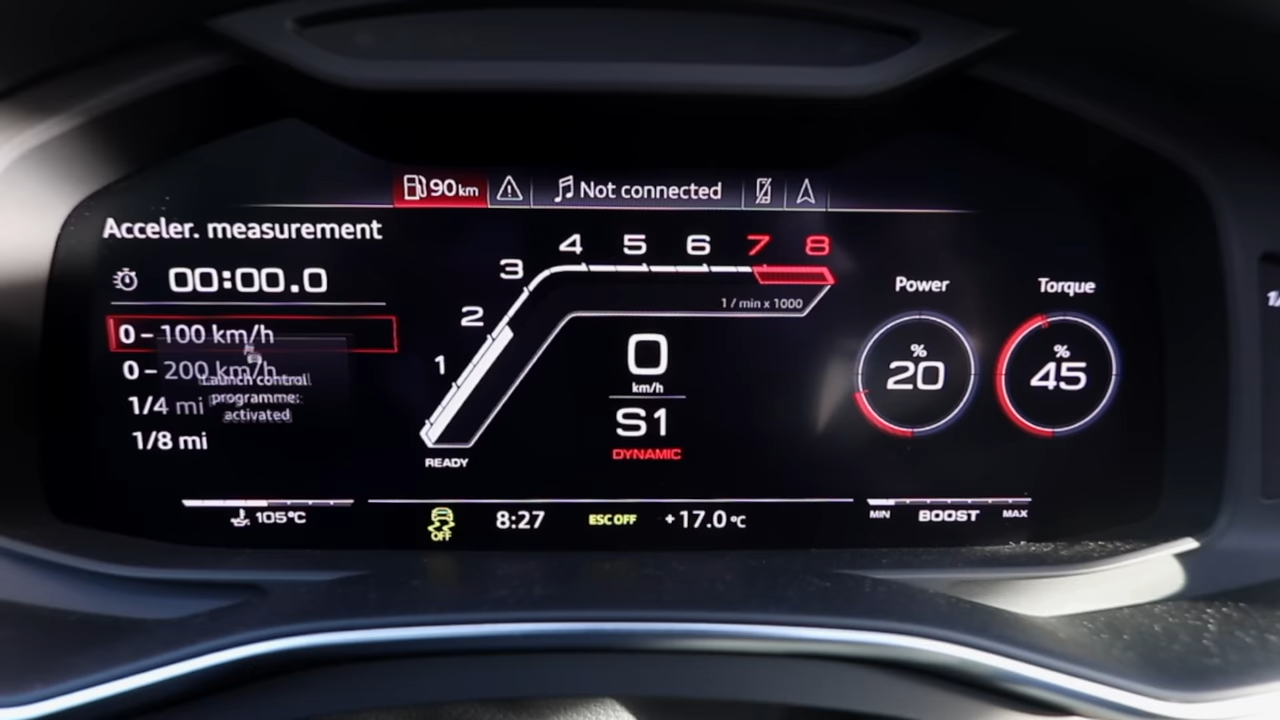 90 km
Not connected
Acceler. measurement
00:00.0
0 – 100 km/h
0 – 200 km/h
1/4 mi
1/8 mi
Launch control
programme:
activated
1
2
3
4 5 6 7 8
1 / min x 1000
READY
0
km/h
S1
DYNAMIC
Power
%
20
Torque
%
45
105°C
OFF
8:27
ESC OFF
+17.0 °C
MIN BOOST MAX